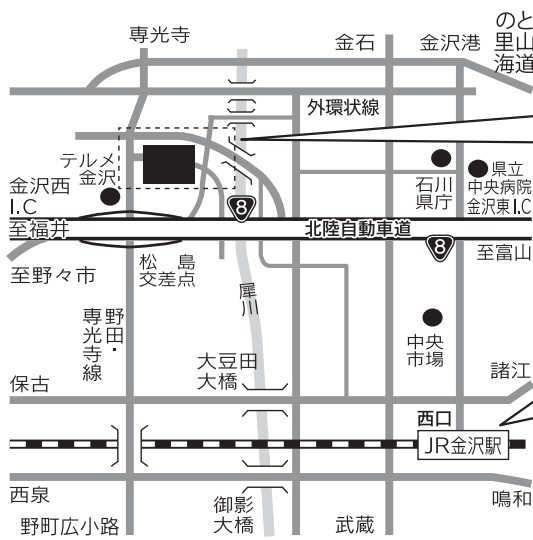 専光寺
金石
金沢港
のと
里山
海道
外環状線
テルメ
金沢
石川
県庁
県立
中央病院
金沢東I.C
金沢西
I.C
8
至福井
北陸自動車道
8
至富山
至野々市
松島
交差点
犀川
野田・
専光寺線
中央
市場
大豆田
大橋
諸江
保古
西口
JR金沢駅
西泉
御影
大橋
鳴和
野町広小路
武蔵